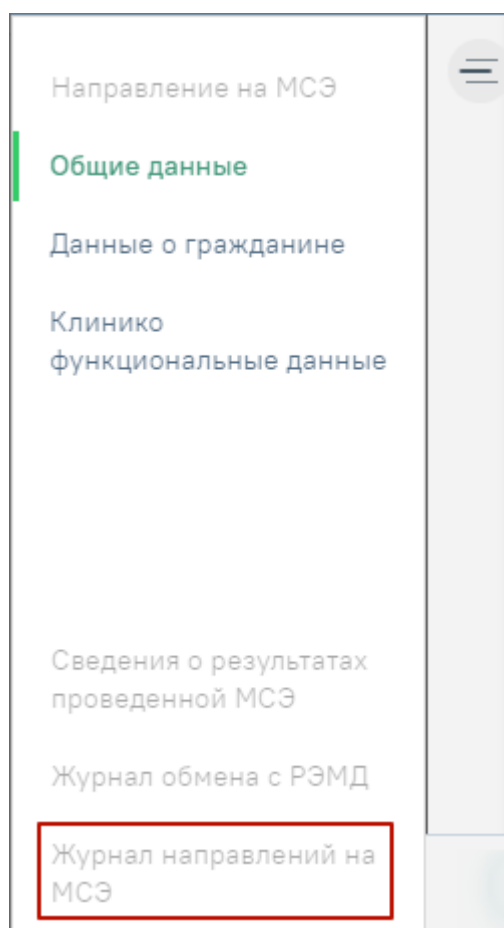 Направление на МСЭ
Общие данные
Данные о гражданине
Клинико
функциональные данные
Сведения о результатах
проведенной МСЭ
Журнал обмена с РЭМД
Журнал направлений на
МСЭ